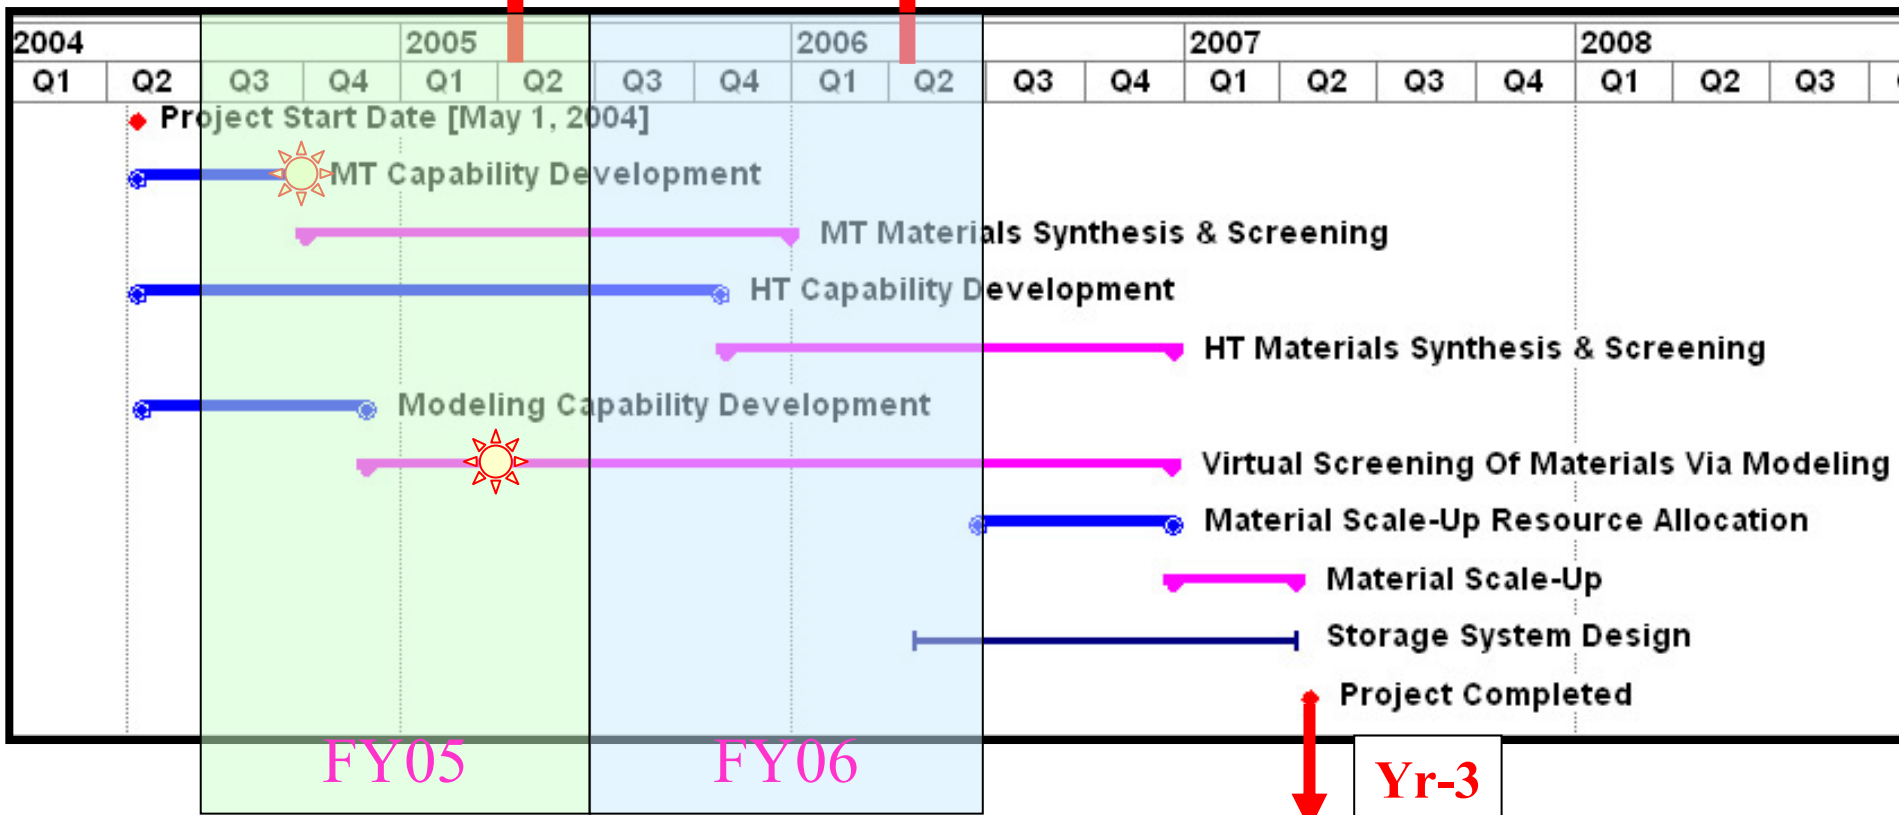 2004 2005 2006 2007 2008
Q1 Q2 Q3 Q4 Q1 Q2 Q3 Q4 Q1 Q2 Q3 Q4 Q1 Q2 Q3 Q4 Q1 Q2 Q3
Project Start Date [May 1, 2004]
MT Capability Development
MT Materials Synthesis & Screening
HT Capability Development
HT Materials Synthesis & Screening
Modeling Capability Development
Virtual Screening Of Materials Via Modeling
Material Scale-Up Resource Allocation
Material Scale-Up
Storage System Design
Project Completed
FY05 FY06
Yr-3